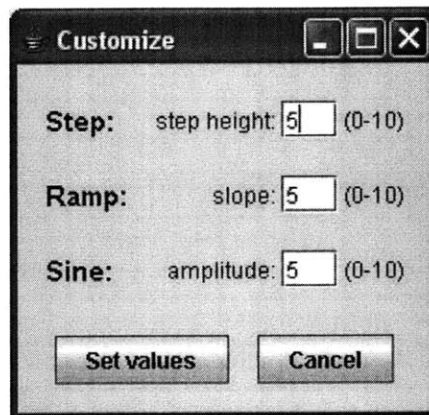 Customize
Step: step height: 5 (0-10)
Ramp: slope: 5 (0-10)
Sine: amplitude: 5 (0-10)
Set values Cancel